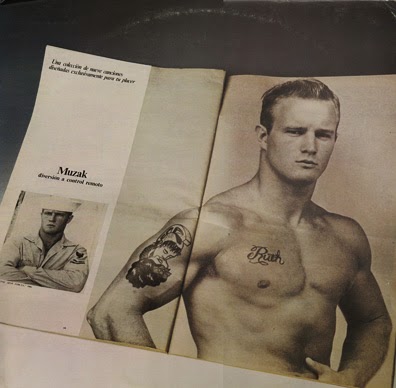 Una colección de nueve canciones
diseñadas exclusivamente para tu placer
Muzak
diversión a control remoto
Ruth